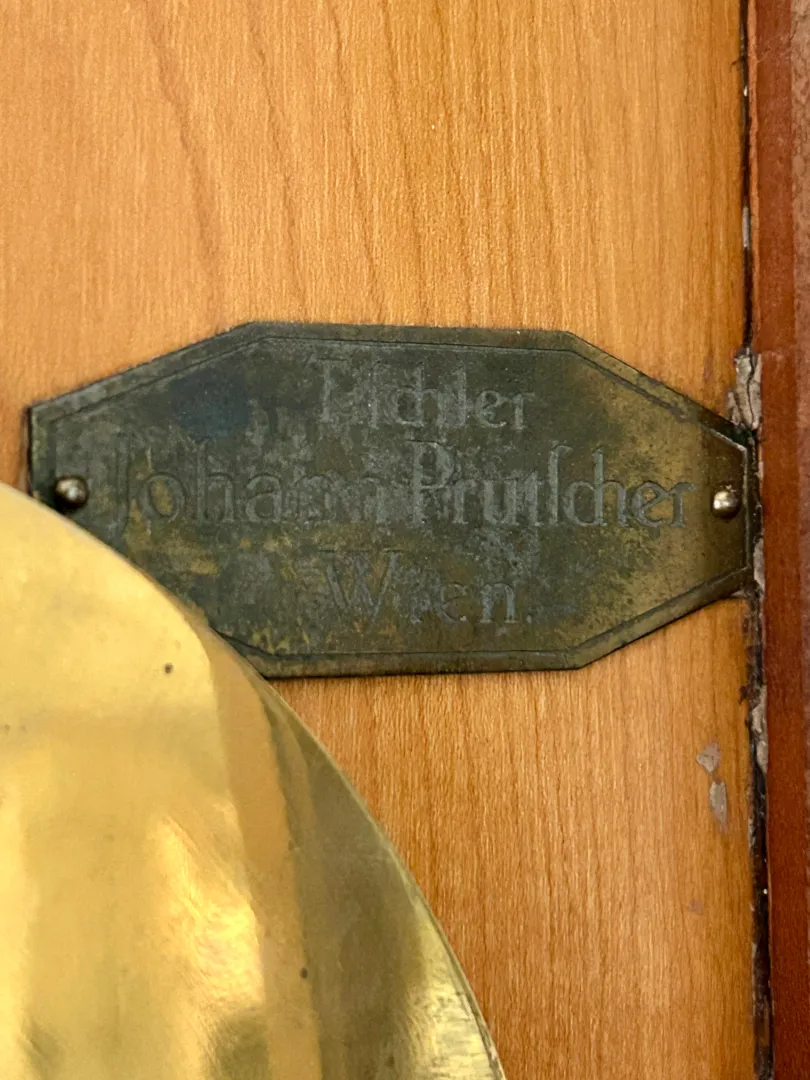 Tiſchler
Johann Prutſcher
Wien.